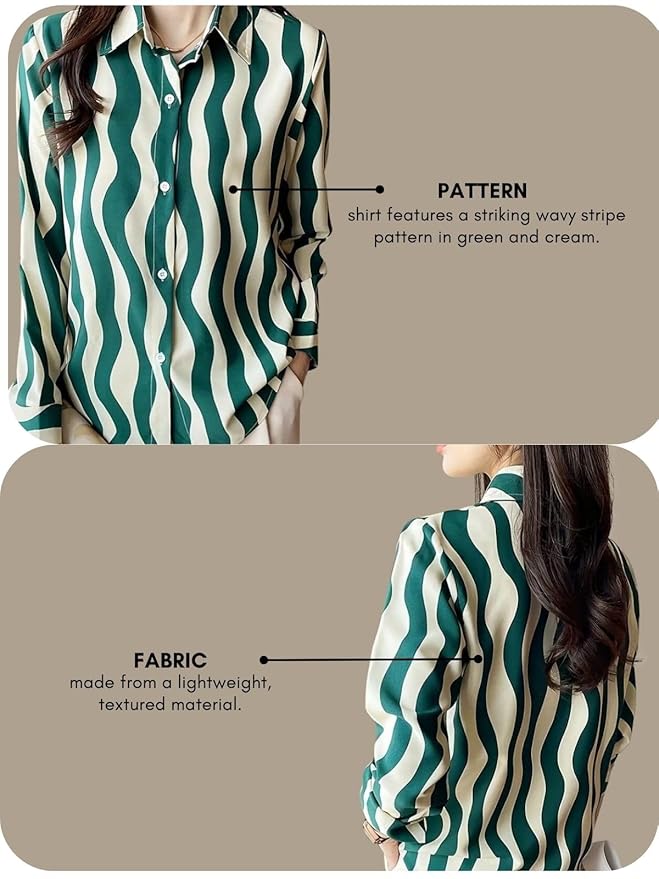 PATTERN
shirt features a striking wavy stripe
pattern in green and cream.
FABRIC
made from a lightweight,
textured material.